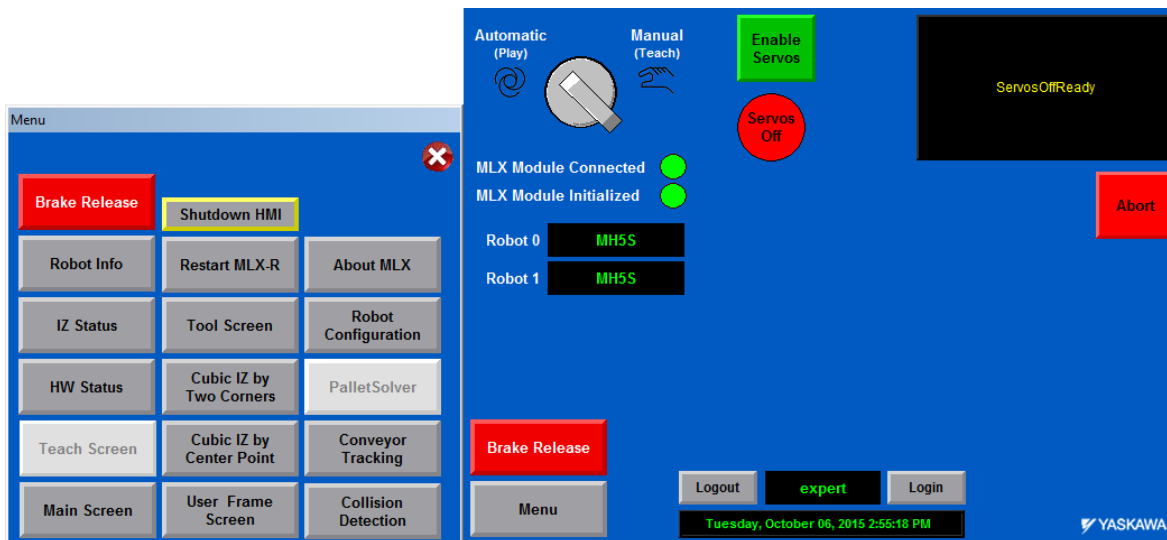 Menu
Brake Release
Shutdown HMI
Robot Info
Restart MLX-R
About MLX
IZ Status
Tool Screen
Robot
Configuration
HW Status
Cubic IZ by
Two Corners
PalletSolver
Teach Screen
Cubic IZ by
Center Point
Conveyor
Tracking
Main Screen
User Frame
Screen
Collision
Detection
Automatic
(Play)
Manual
(Teach)
Enable
Servos
Servos
Off
ServosOffReady
MLX Module Connected
MLX Module Initialized
Abort
Robot 0 MH5S
Robot 1 MH5S
Brake Release
Menu
Logout expert Login
Tuesday, October 06, 2015 2:55:18 PM
YASKAWA